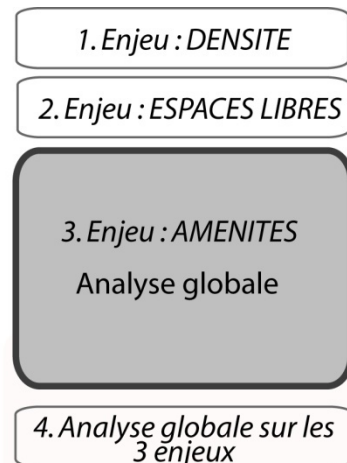 1. Enjeu : DENSITE
2. Enjeu : ESPACES LIBRES
3. Enjeu : AMENITES
Analyse globale
4. Analyse globale sur les
3 enjeux